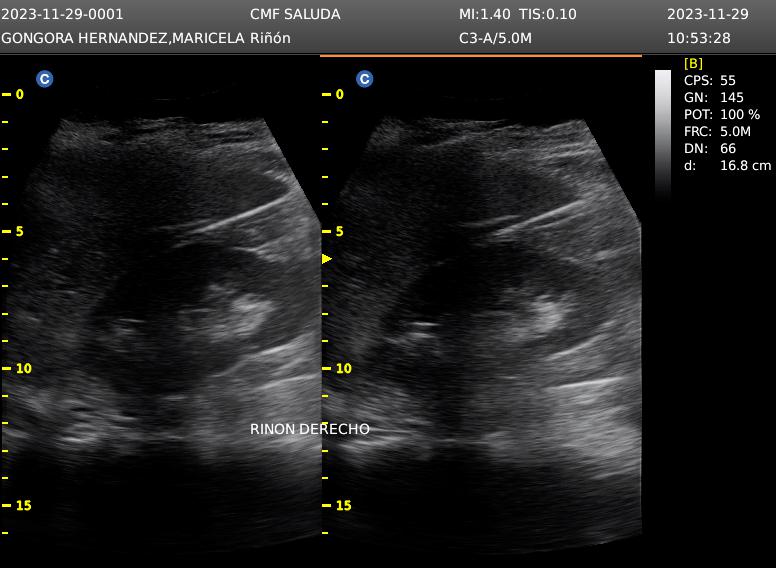 2023-11-29-0001 CMF SALUDA MI:1.40 TIS:0.10 2023-11-29
GONGORA HERNANDEZ,MARICELA Riñón C3-A/5.0M 10:53:28
C C
[B]
CPS: 55
GN: 145
POT: 100 %
FRC: 5.0M
DN: 66
d: 16.8 cm
0 0
5 5
10 10
RINON DERECHO
15 15